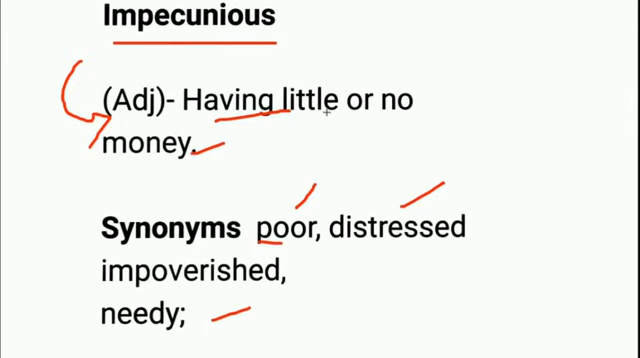 Impecunious
(Adj)- Having little or no
money.
Synonyms poor, distressed
impoverished,
needy;